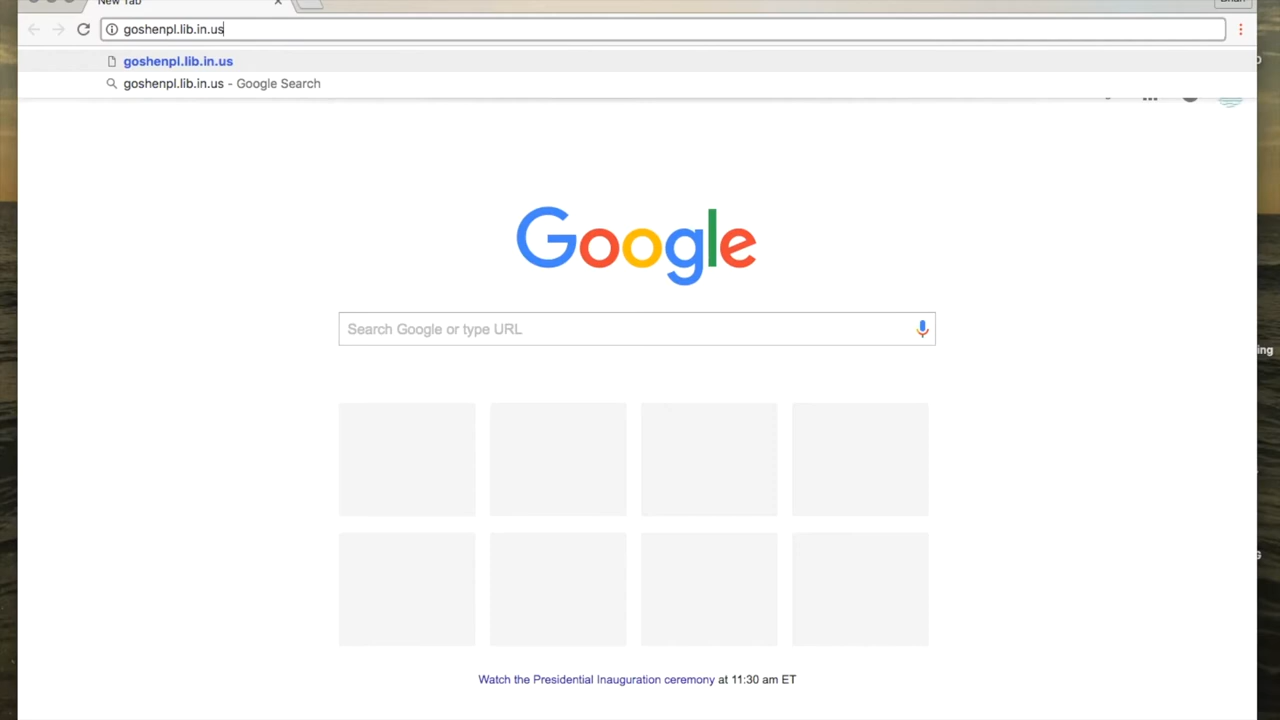 New Tab
goshenpl.lib.in.us
goshenpl.lib.in.us
goshenpl.lib.in.us - Google Search
Google
Search Google or type URL
ing
Watch the Presidential Inauguration ceremony at 11:30 am ET